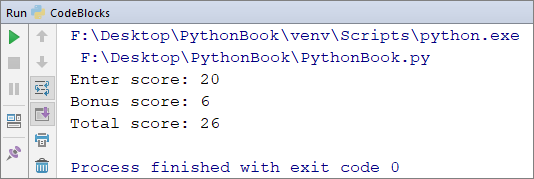 Run CodeBlocks
F:\Desktop\PythonBook\venv\Scripts\python.exe
F:\Desktop\PythonBook\PythonBook.py
Enter score: 20
Bonus score: 6
Total score: 26
Process finished with exit code 0